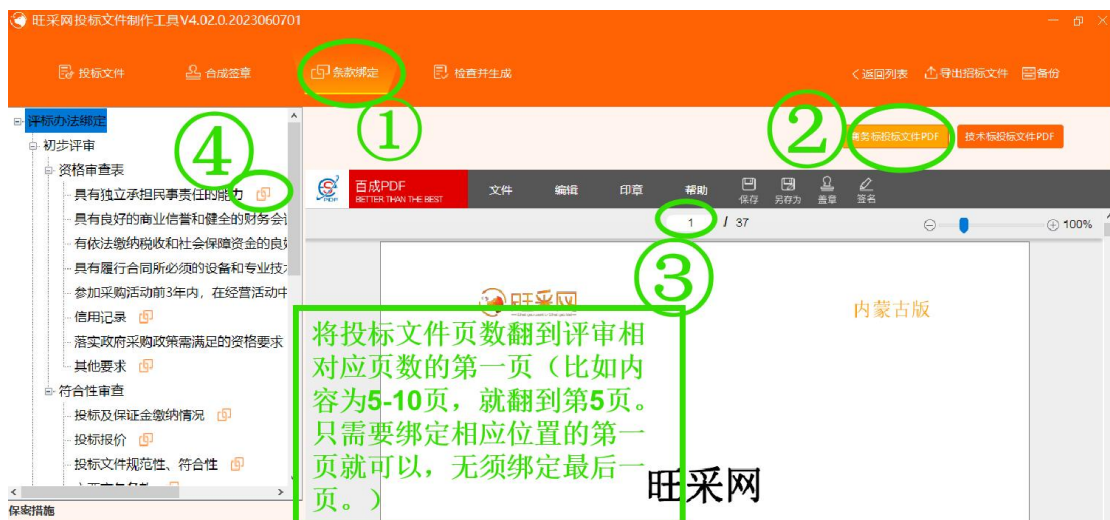 旺采网投标文件制作工具V4.02.0.2023060701
投标文件 合成签章 条款绑定 检查并生成 <返回列表 导出招标文件 备份
① ② ③ ④
商务标投标文件PDF 技术标投标文件PDF
评标办法绑定
初步评审
资格审查表
具有独立承担民事责任的能力
具有良好的商业信誉和健全的财务会
有依法缴纳税收和社会保障资金的良
具有履行合同所必须的设备和专业技
参加采购活动前3年内，在经营活动中
信用记录
落实政府采购政策需满足的资格要求
其他要求
符合性审查
投标及保证金缴纳情况
投标报价
投标文件规范性、符合性
保密措施
PDF
百成PDF
BETTER THAN THE BEST
文件 编辑 印章 帮助 保存 另存为 盖章 签名
1 / 37 100%
旺采网
内蒙古版
将投标文件页数翻到评审相
对应页数的第一页（比如内
容为5-10页，就翻到第5页。
只需要绑定相应位置的第一
页就可以，无须绑定最后一
页。）
旺采网